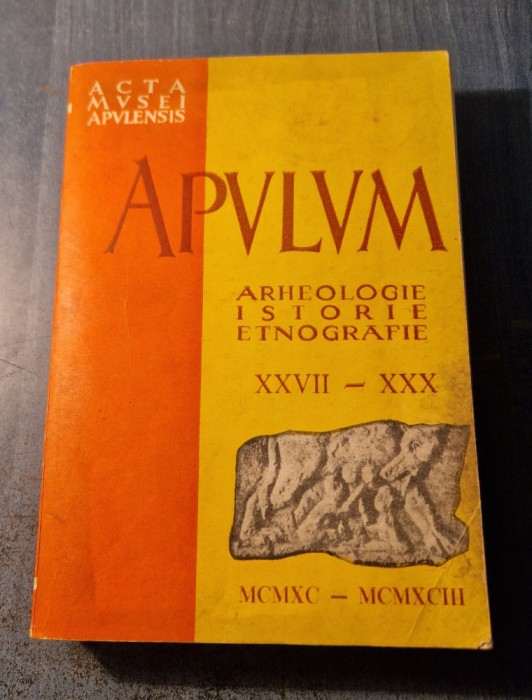 ACTA
MVSEI
APVLENSIS
APVLVM
ARHEOLOGIE
ISTORIE
ETNOGRAFIE
XXVII — XXX
MCMXC — MCMXCIII